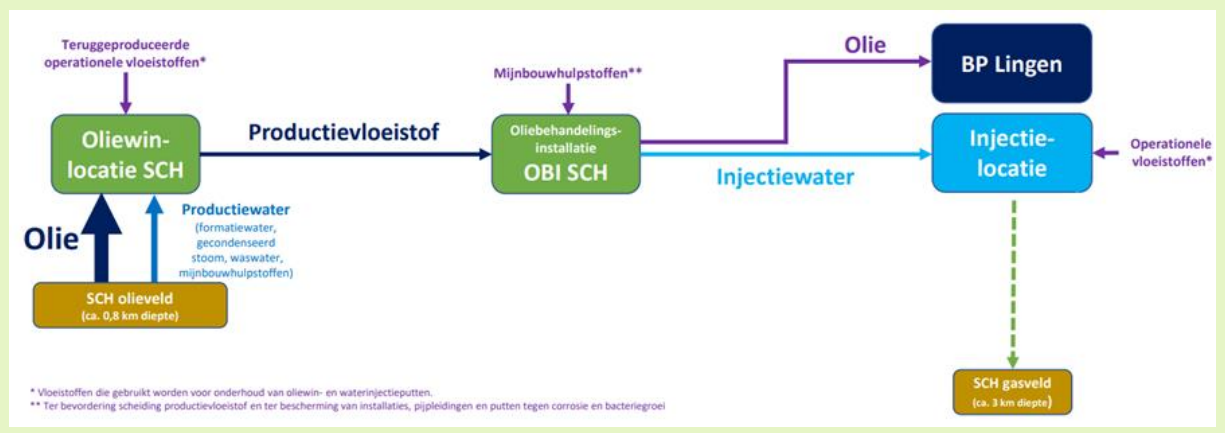 Teruggeproduceerde
operationele vloeistoffen*
Oliewin-
locatie SCH
Productievloeistof
Mijnbouwhulpstoffen**
Oliebehandelings-
installatie
OBI SCH
Olie
BP Lingen
Injectiewater
Injectie-
locatie
Operationele
vloeistoffen*
Olie
Productiewater
(formatiewater,
gecondenseerd
stoom, waswater,
mijnbouwhulpstoffen)
SCH olieveld
(ca. 0,8 km diepte)
SCH gasveld
(ca. 3 km diepte)
* Vloeistoffen die gebruikt worden voor onderhoud van oliewin- en waterinjectieputten.
** Ter bevordering scheiding productievloeistof en ter bescherming van installaties, pijpleidingen en putten tegen corrosie en bacteriegroei